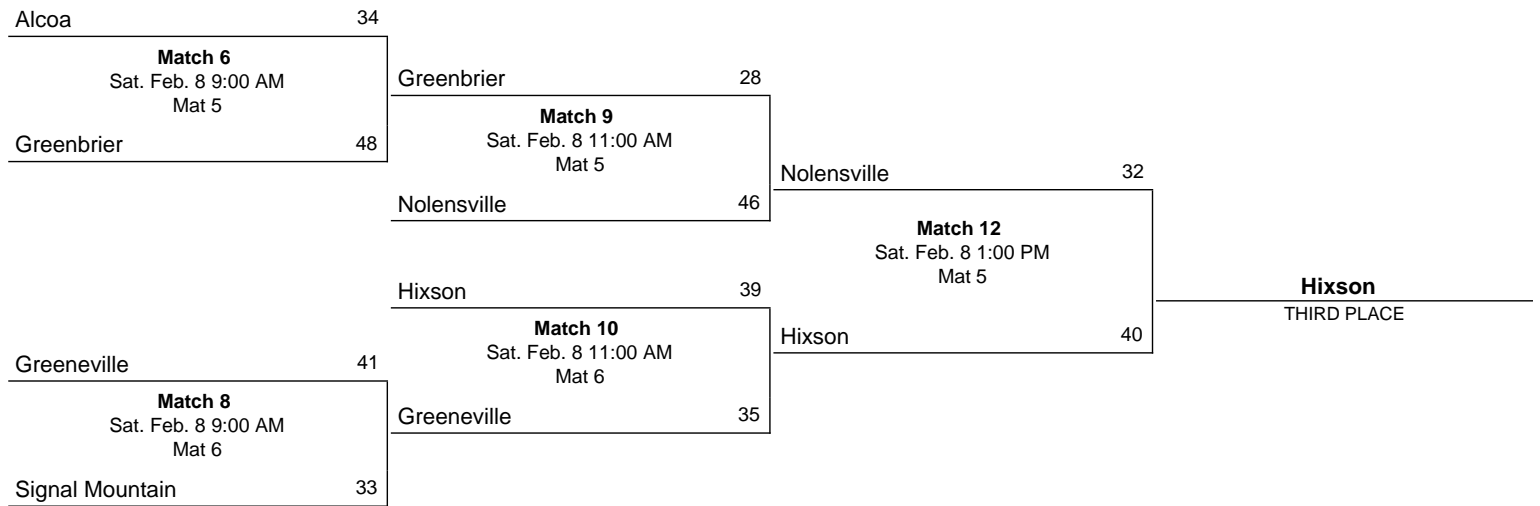 Alcoa 34
Match 6
Sat. Feb. 8 9:00 AM
Mat 5
Greenbrier 48
Greenbrier 28
Match 9
Sat. Feb. 8 11:00 AM
Mat 5
Nolensville 46
Nolensville 32
Match 12
Sat. Feb. 8 1:00 PM
Mat 5
Hixson 40
Hixson
THIRD PLACE
Hixson 39
Match 10
Sat. Feb. 8 11:00 AM
Mat 6
Greeneville 35
Greeneville 41
Match 8
Sat. Feb. 8 9:00 AM
Mat 6
Signal Mountain 33